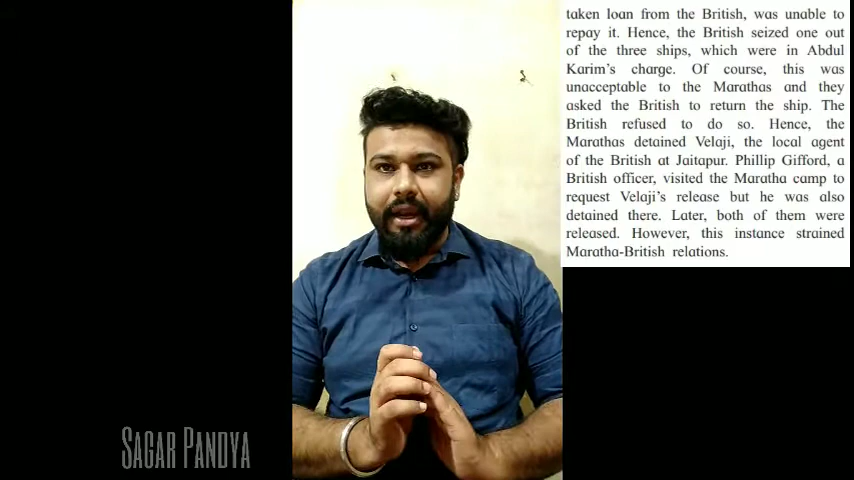 taken loan from the British, was unable to
repay it. Hence, the British seized one out
of the three ships, which were in Abdul
Karim's charge. Of course, this was
unacceptable to the Marathas and they
asked the British to return the ship. The
British refused to do so. Hence, the
Marathas detained Velaji, the local agent
of the British at Jaitapur. Phillip Gifford, a
British officer, visited the Maratha camp to
request Velaji's release but he was also
detained there. Later, both of them were
released. However, this instance strained
Maratha-British relations.
SAGAR PANDYA